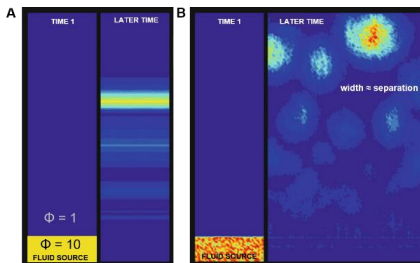 A
TIME 1
LATER TIME
Φ = 1
Φ = 10
FLUID SOURCE
B
TIME 1
LATER TIME
width ≈ separation
FLUID SOURCE